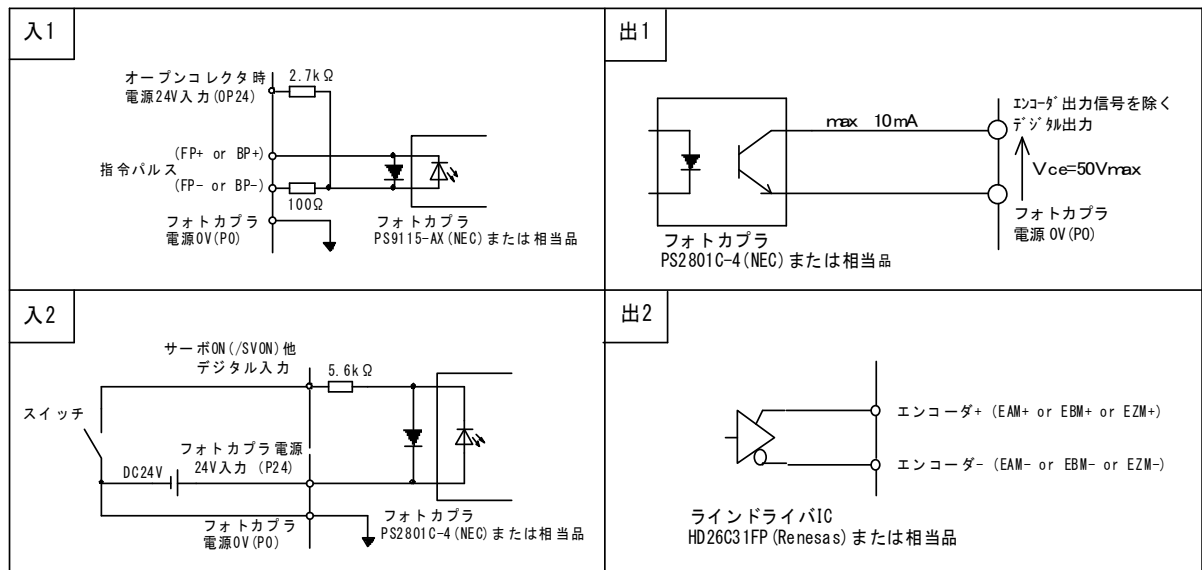 入1
オープンコレクタ時
電源24V入力(OP24)
2.7kΩ
指令パルス
(FP+ or BP+)
(FP- or BP-)
100Ω
フォトカプラ
電源0V(P0)
フォトカプラ
PS9115-AX(NEC)または相当品
出1
max 10mA
エンコーダ出力信号を除く
デジタル出力
Vce=50Vmax
フォトカプラ
電源 0V(P0)
フォトカプラ
PS2801C-4(NEC)または相当品
入2
サーボON(/SVON)他
デジタル入力
5.6kΩ
スイッチ
フォトカプラ電源
24V入力 (P24)
DC24V
フォトカプラ
電源0V(P0)
フォトカプラ
PS2801C-4(NEC)または相当品
出2
エンコーダ+ (EAM+ or EBM+ or EZM+)
エンコーダ- (EAM- or EBM- or EZM-)
ラインドライバIC
HD26C31FP(Renesas)または相当品